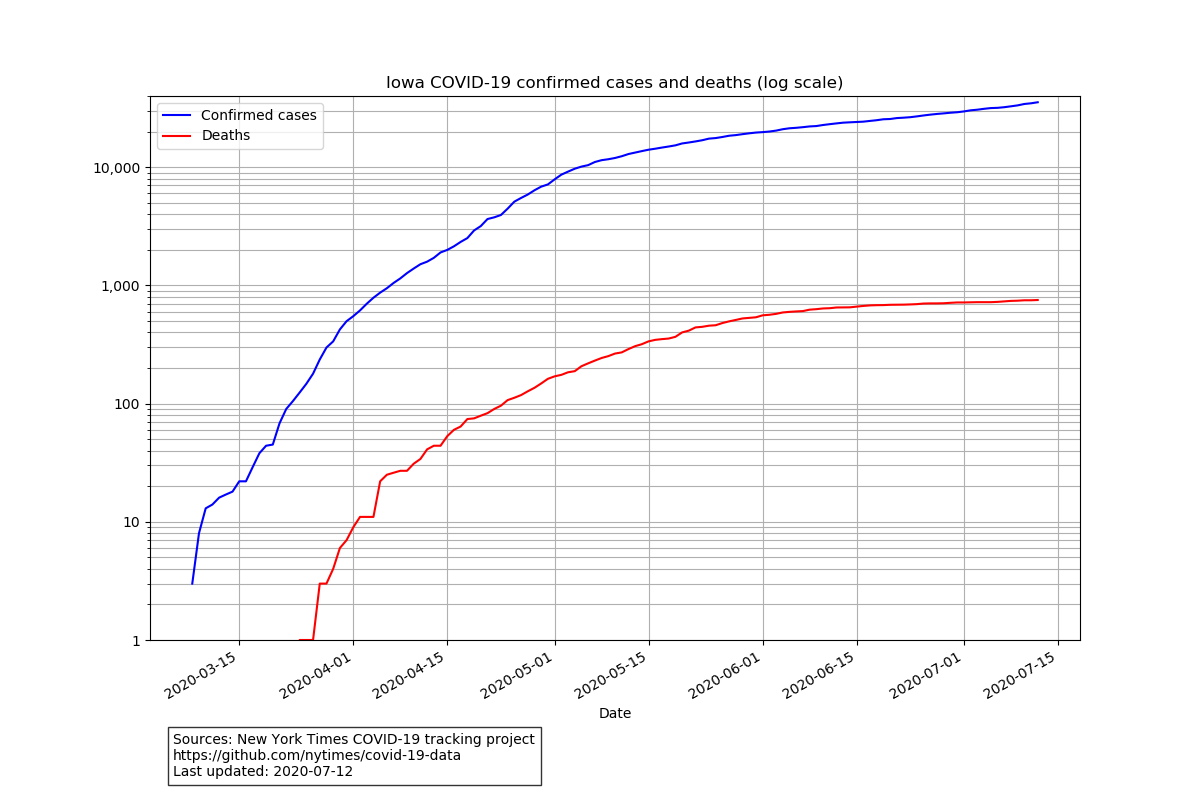 Iowa COVID-19 confirmed cases and deaths (log scale)
Confirmed cases
Deaths
10,000
1,000
100
10
1
2020-03-15
2020-04-01
2020-04-15
2020-05-01
2020-05-15
2020-06-01
2020-06-15
2020-07-01
2020-07-15
Date
Sources: New York Times COVID-19 tracking project
https://github.com/nytimes/covid-19-data
Last updated: 2020-07-12